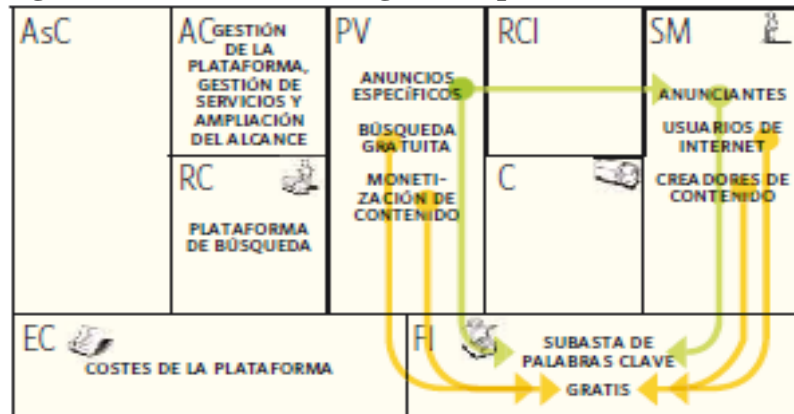 AsC
AC
GESTIÓN
DE LA
PLATAFORMA,
GESTIÓN DE
SERVICIOS Y
AMPLIACIÓN
DEL ALCANCE
RC
PLATAFORMA
DE BÚSQUEDA
PV
ANUNCIOS
ESPECÍFICOS
BÚSQUEDA
GRATUITA
MONETI-
ZACIÓN DE
CONTENIDO
RCI
C
SM
ANUNCIANTES
USUARIOS DE
INTERNET
CREADORES DE
CONTENIDO
EC
COSTES DE LA PLATAFORMA
FI
SUBASTA DE
PALABRAS CLAVE
GRATIS